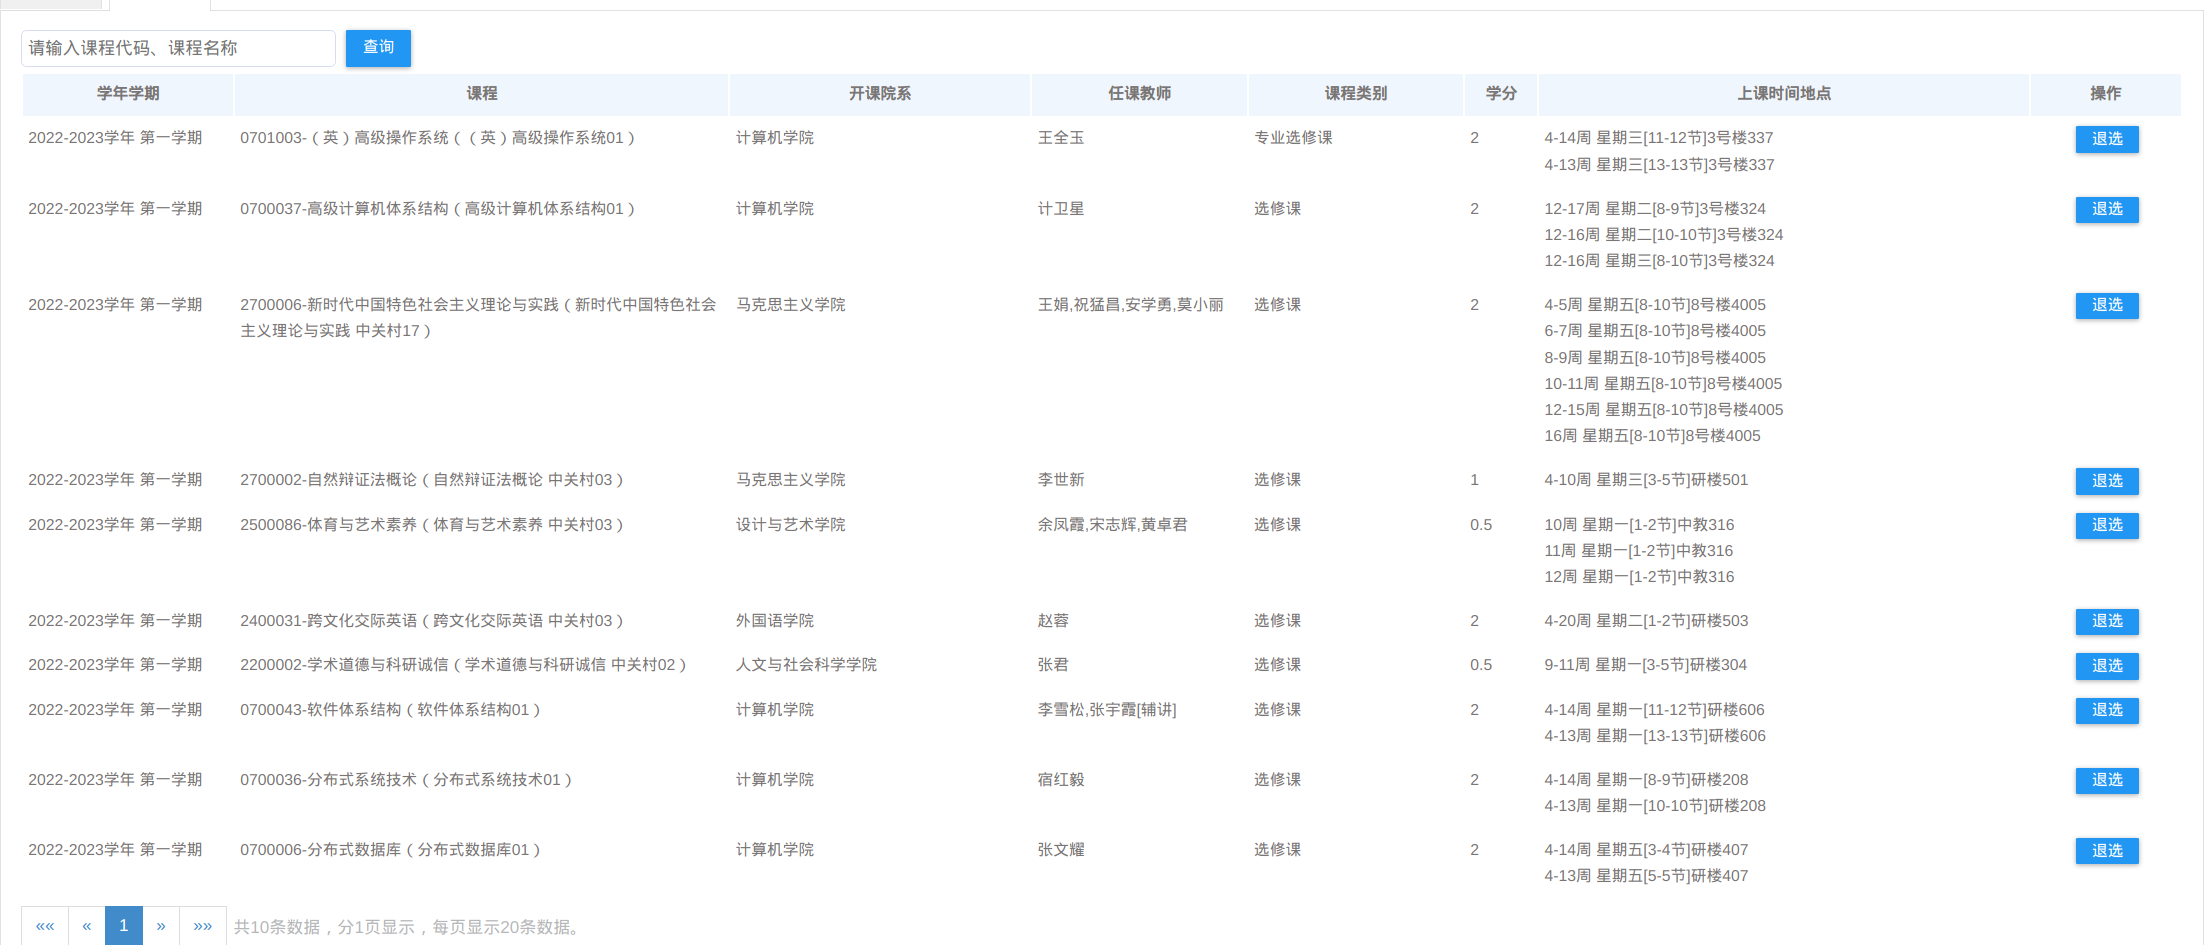 请输入课程代码、课程名称 查询
学年学期 课程 开课院系 任课教师 课程类别 学分 上课时间地点 操作
2022-2023学年 第一学期 0701003-（英）高级操作系统（（英）高级操作系统01） 计算机学院 王全玉 专业选修课 2 4-14周 星期三[11-12节]3号楼337 退选
4-13周 星期三[13-13节]3号楼337
2022-2023学年 第一学期 0700037-高级计算机体系结构（高级计算机体系结构01） 计算机学院 计卫星 选修课 2 12-17周 星期二[8-9节]3号楼324 退选
12-16周 星期二[10-10节]3号楼324
12-16周 星期三[8-10节]3号楼324
2022-2023学年 第一学期 2700006-新时代中国特色社会主义理论与实践（新时代中国特色社会 马克思主义学院 王娟,祝猛昌,安学勇,莫小丽 选修课 2 4-5周 星期五[8-10节]8号楼4005 退选
主义理论与实践 中关村17） 6-7周 星期五[8-10节]8号楼4005
8-9周 星期五[8-10节]8号楼4005
10-11周 星期五[8-10节]8号楼4005
12-15周 星期五[8-10节]8号楼4005
16周 星期五[8-10节]8号楼4005
2022-2023学年 第一学期 2700002-自然辩证法概论（自然辩证法概论 中关村03） 马克思主义学院 李世新 选修课 1 4-10周 星期三[3-5节]研楼501 退选
2022-2023学年 第一学期 2500086-体育与艺术素养（体育与艺术素养 中关村03） 设计与艺术学院 余凤霞,宋志辉,黄卓君 选修课 0.5 10周 星期一[1-2节]中教316 退选
11周 星期一[1-2节]中教316
12周 星期一[1-2节]中教316
2022-2023学年 第一学期 2400031-跨文化交际英语（跨文化交际英语 中关村03） 外国语学院 赵蓉 选修课 2 4-20周 星期二[1-2节]研楼503 退选
2022-2023学年 第一学期 2200002-学术道德与科研诚信（学术道德与科研诚信 中关村02） 人文与社会科学学院 张君 选修课 0.5 9-11周 星期一[3-5节]研楼304 退选
2022-2023学年 第一学期 0700043-软件体系结构（软件体系结构01） 计算机学院 李雪松,张宇霞[辅讲] 选修课 2 4-14周 星期一[11-12节]研楼606 退选
4-13周 星期一[13-13节]研楼606
2022-2023学年 第一学期 0700036-分布式系统技术（分布式系统技术01） 计算机学院 宿红毅 选修课 2 4-14周 星期一[8-9节]研楼208 退选
4-13周 星期一[10-10节]研楼208
2022-2023学年 第一学期 0700006-分布式数据库（分布式数据库01） 计算机学院 张文耀 选修课 2 4-14周 星期五[3-4节]研楼407 退选
4-13周 星期五[5-5节]研楼407
«« « 1 » »» 共10条数据，分1页显示，每页显示20条数据。